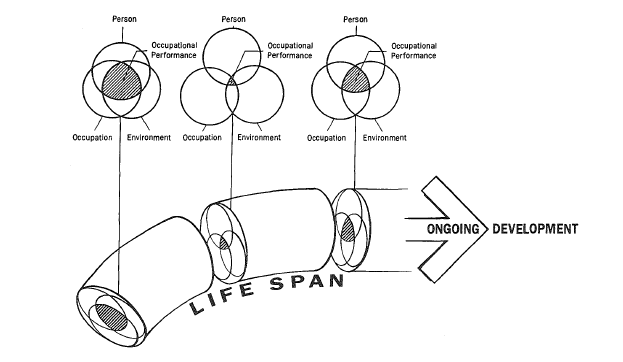 Person
Occupational
Performance
Occupation
Environment
Person
Occupational
Performance
Occupation
Environment
Person
Occupational
Performance
Occupation
Environment
LIFE SPAN
ONGOING DEVELOPMENT